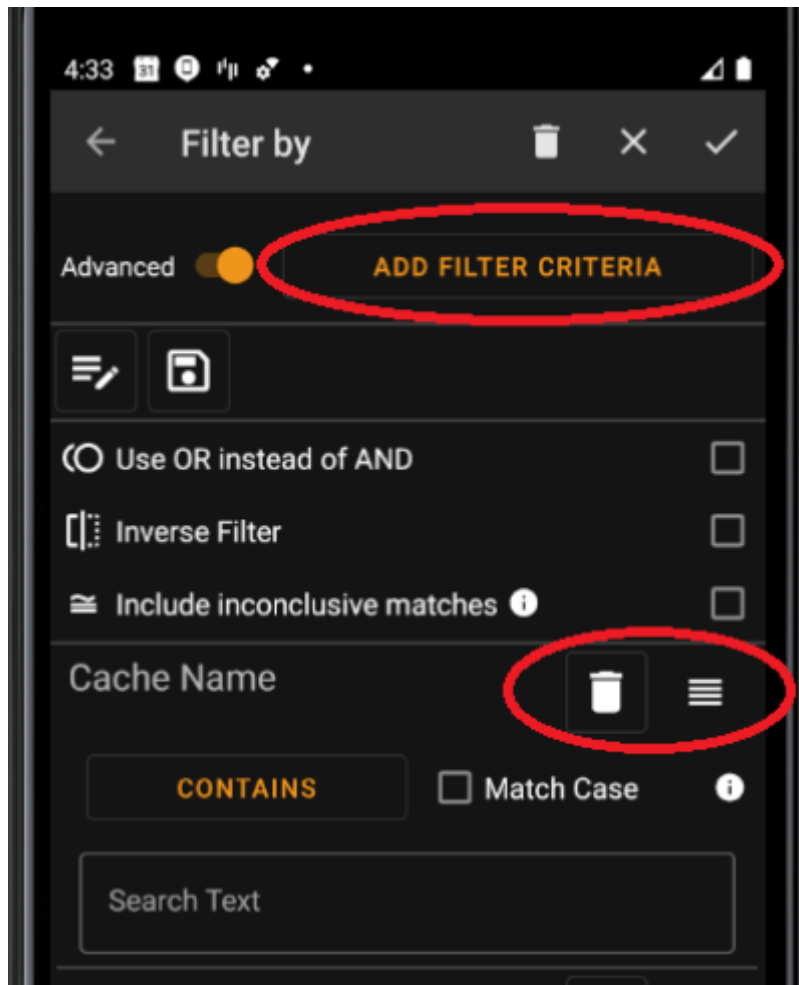 4:33 31
Filter by
Advanced ADD FILTER CRITERIA
Use OR instead of AND
Inverse Filter
Include inconclusive matches i
Cache Name
CONTAINS Match Case i
Search Text